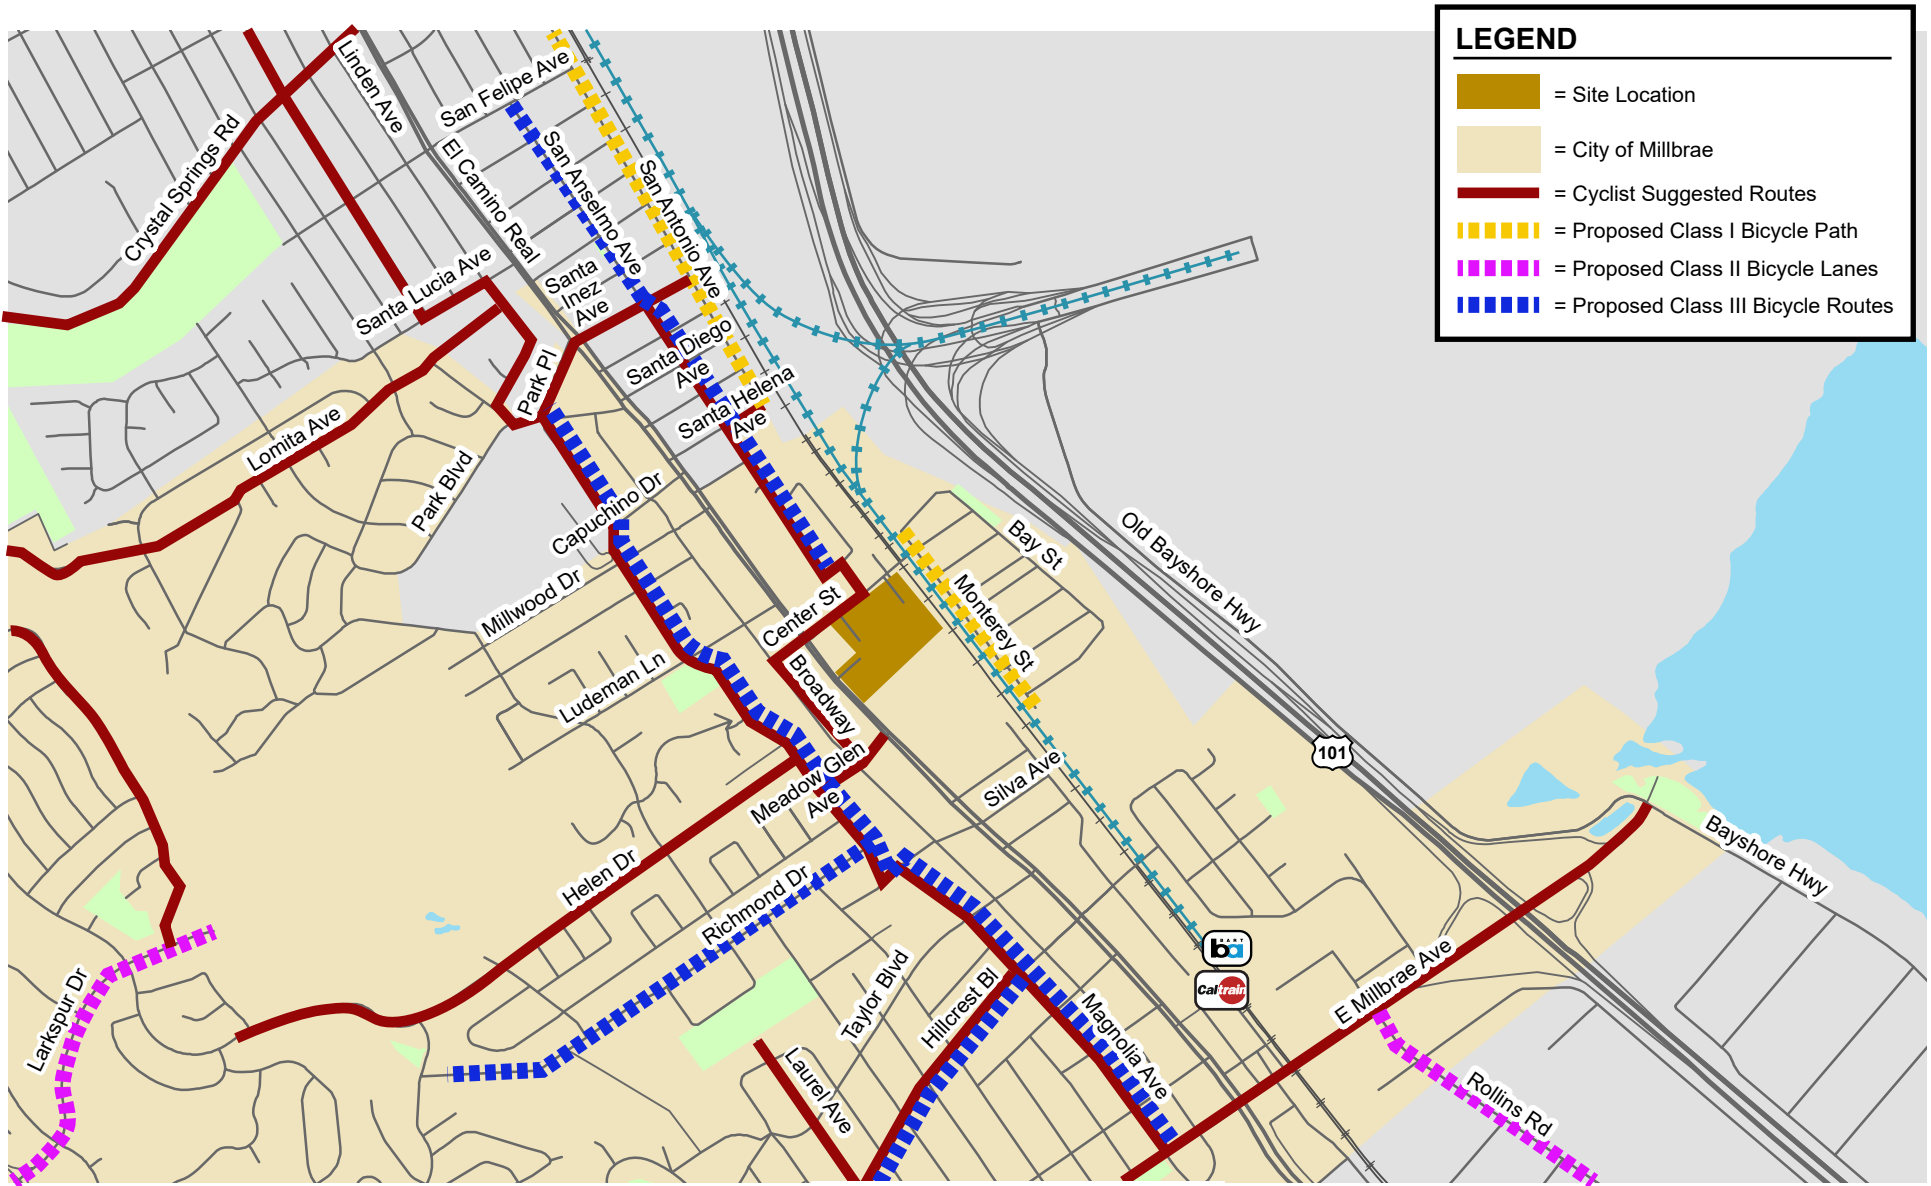 LEGEND
= Site Location
= City of Millbrae
= Cyclist Suggested Routes
= Proposed Class I Bicycle Path
= Proposed Class II Bicycle Lanes
= Proposed Class III Bicycle Routes
Linden Ave
San Felipe Ave
Crystal Springs Rd
El Camino Real
San Anselmo Ave
San Antonio Ave
Santa Lucia Ave
Santa
Inez
Ave
Santa Diego
Ave
Park Pl
Santa Helena
Ave
Lomita Ave
Park Blvd
Capuchino Dr
Bay St
Old Bayshore Hwy
Millwood Dr
Center St
Monterey St
Ludeman Ln
Broadway
101
Meadow Glen
Ave
Silva Ave
Bayshore Hwy
Helen Dr
Richmond Dr
BART
ba
Caltrain
E Millbrae Ave
Larkspur Dr
Taylor Blvd
Hillcrest Bl
Magnolia Ave
Laurel Ave
Rollins Rd